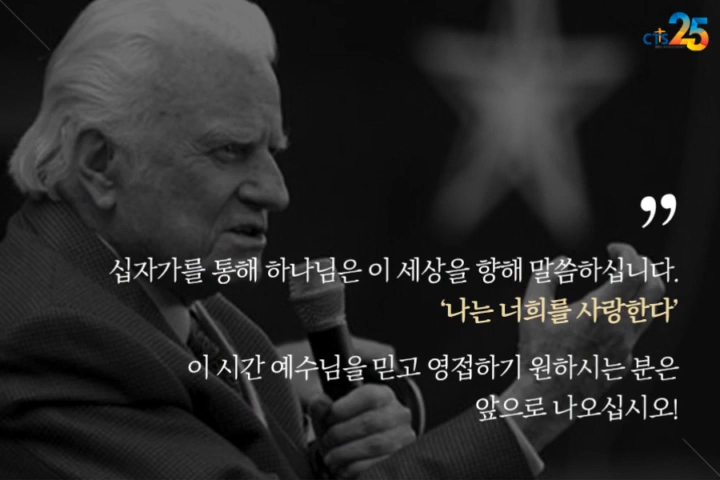 CTS25
”
십자가를 통해 하나님은 이 세상을 향해 말씀하십니다.
‘나는 너희를 사랑한다’
이 시간 예수님을 믿고 영접하기 원하시는 분은
앞으로 나오십시오!